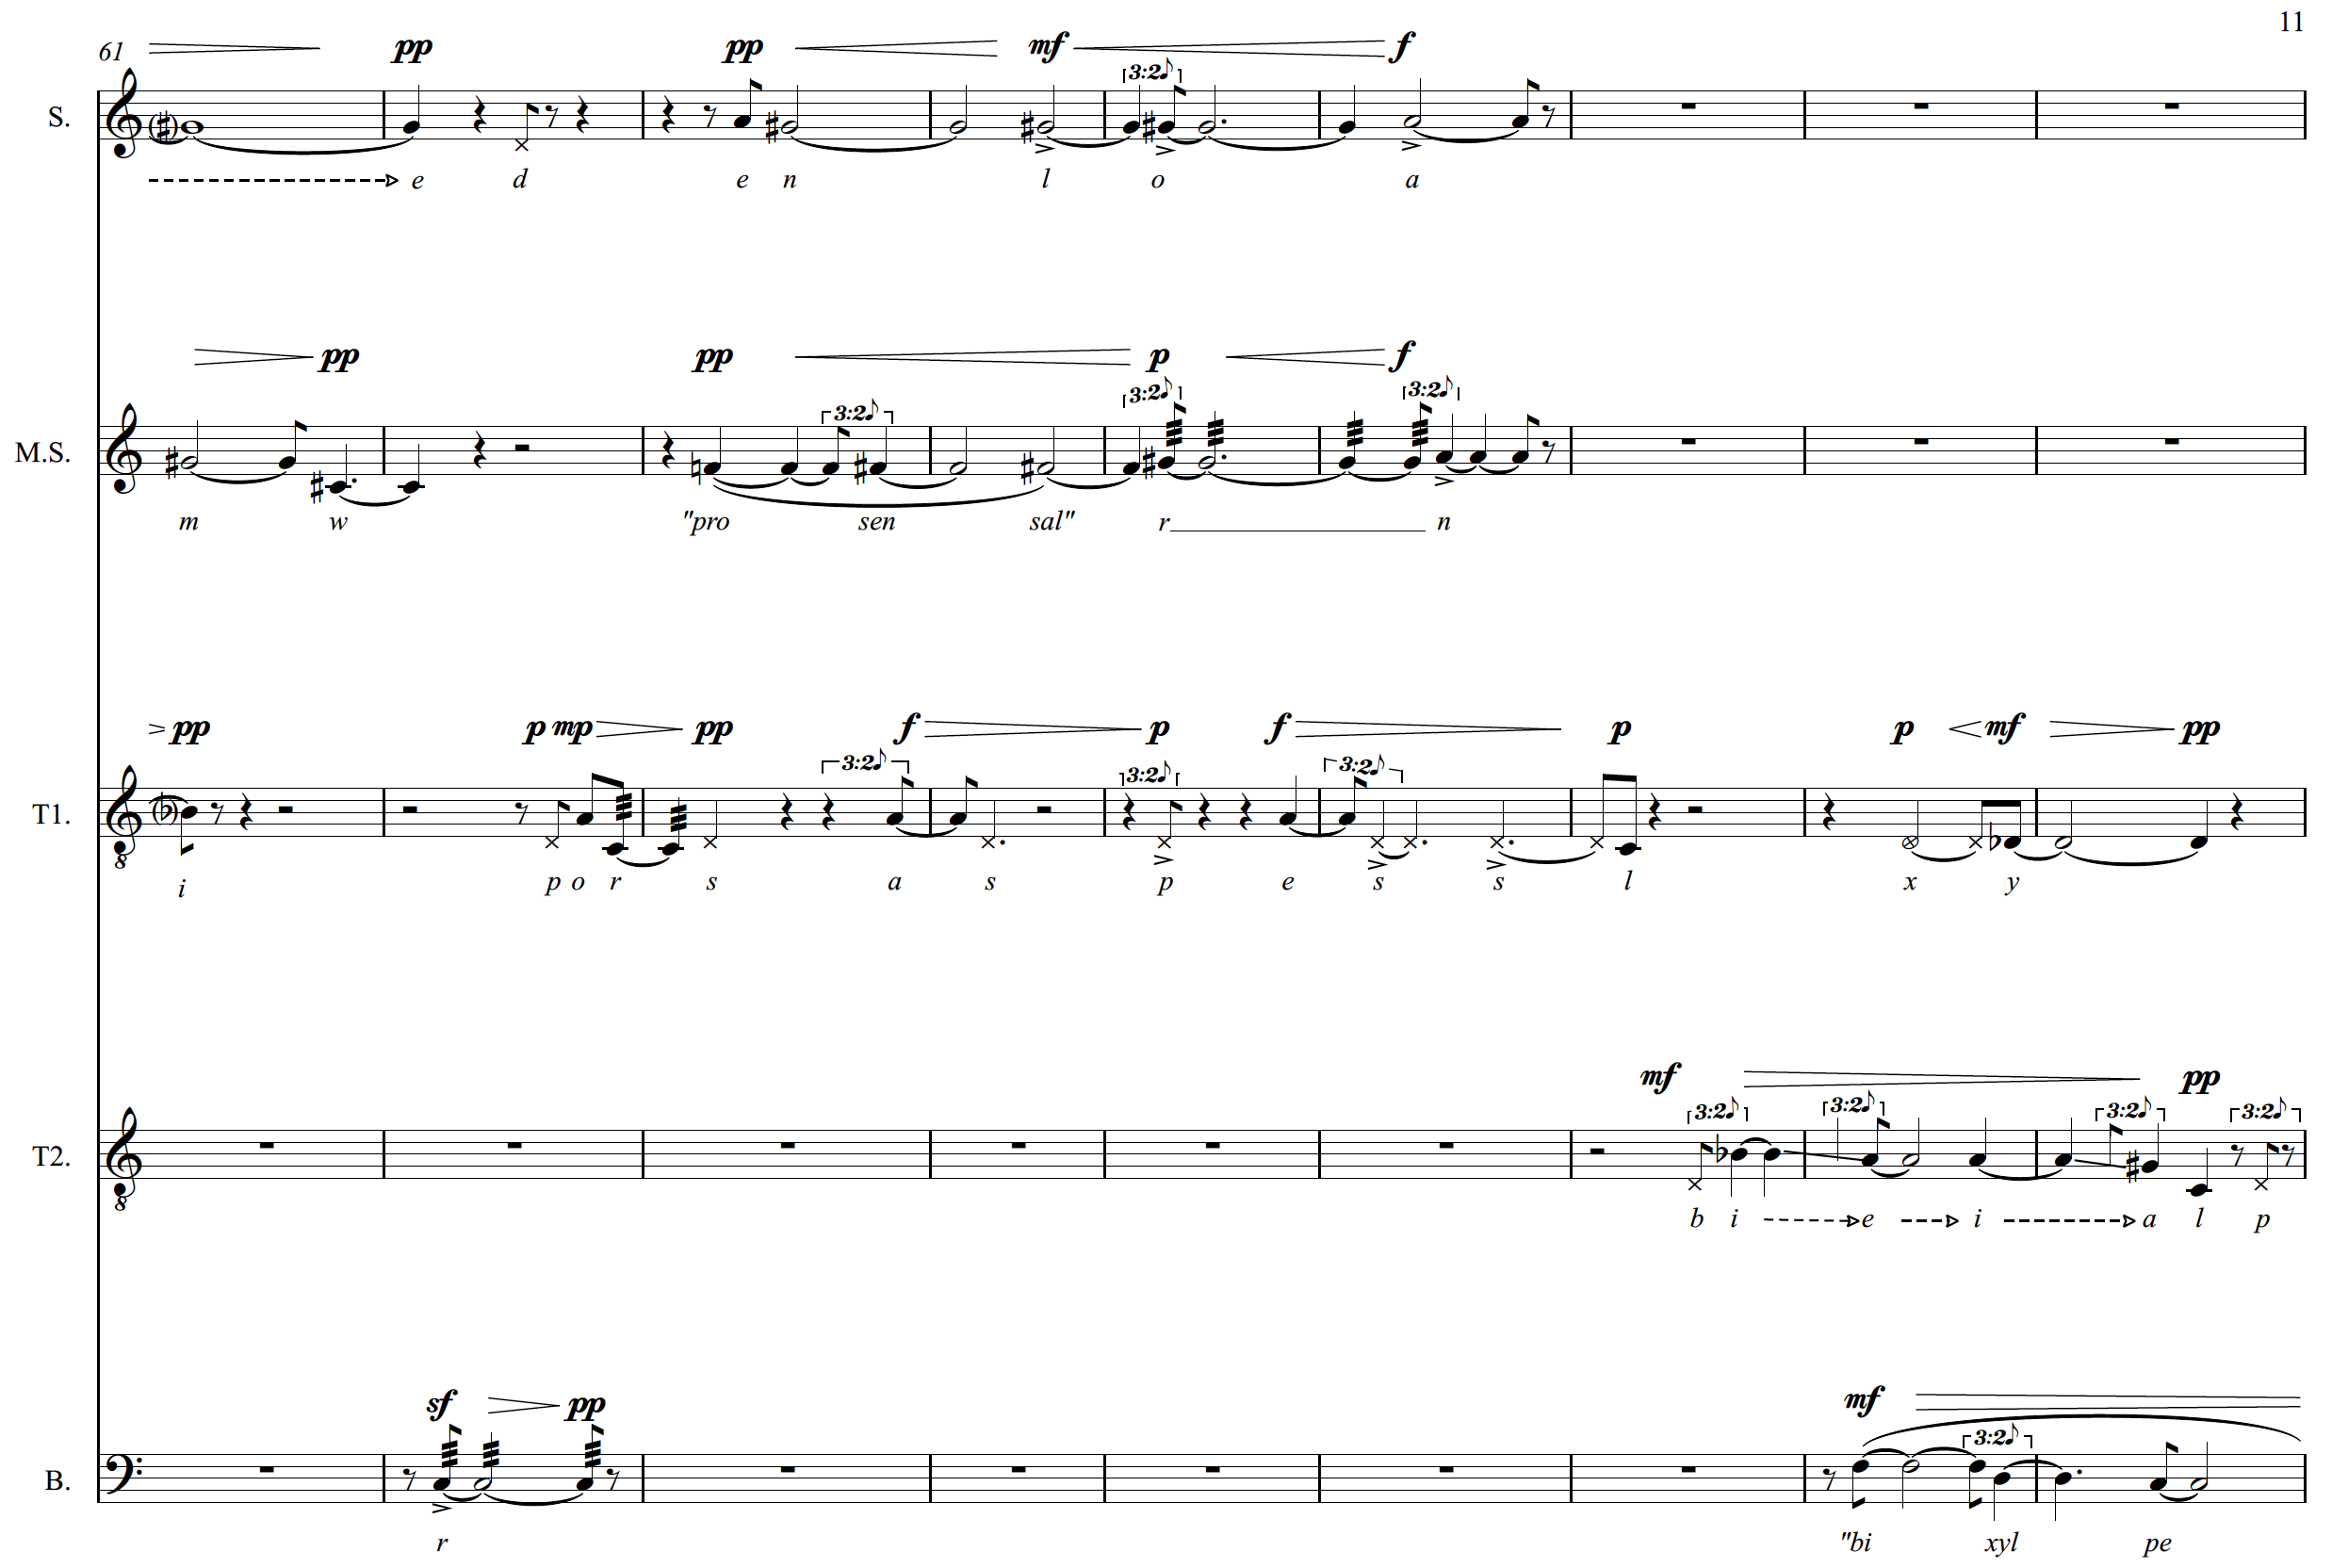 11
61 pp pp mf f
3:2
S.
e d e n l o a
pp pp p f
3:2 3:2 3:2
M.S.
m w "pro sen sal" r n
pp p mp pp f p f p p mf pp
3:2 3:2 3:2
T1.
8
i p o r s a s p e s s l x y
mf pp
3:2 3:2 3:2 3:2
T2.
8
b i e i a l p
sf pp mf
3:2
B.
r "bi xyl pe